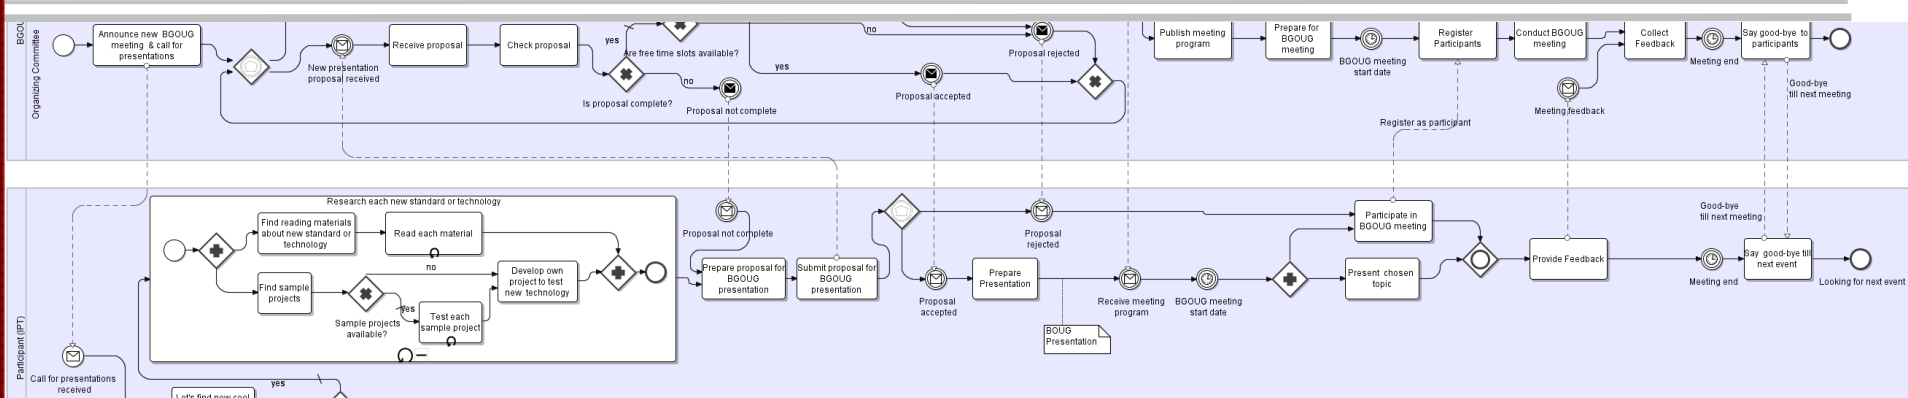 BGOU
Organizing Committee
Announce new BGOUG
meeting & call for
presentations
New presentation
proposal received
Receive proposal
Check proposal
yes
Are free time slots available?
Is proposal complete?
no
Proposal not complete
no
yes
Proposal rejected
Proposal accepted
Publish meeting
program
Prepare for
BGOUG
meeting
BGOUG meeting
start date
Register
Participants
Conduct BGOUG
meeting
Collect
Feedback
Meeting end
Say good-bye to
participants
Good-bye
till next meeting
Meeting feedback
Register as participant
Participant (IPT)
Research each new standard or technology
Find reading materials
about new standard or
technology
Read each material
Find sample
projects
no
Sample projects
available?
yes
Test each
sample project
Develop own
project to test
new technology
Proposal not complete
Prepare proposal for
BGOUG
presentation
Submit proposal for
BGOUG
presentation
Proposal
rejected
Proposal
accepted
Prepare
Presentation
BOUG
Presentation
Receive meeting
program
BGOUG meeting
start date
Participate in
BGOUG meeting
Present chosen
topic
Provide Feedback
Good-bye
till next meeting
Meeting end
Say good-bye till
next event
Looking for next event
Call for presentations
received
yes
Let's find new cool